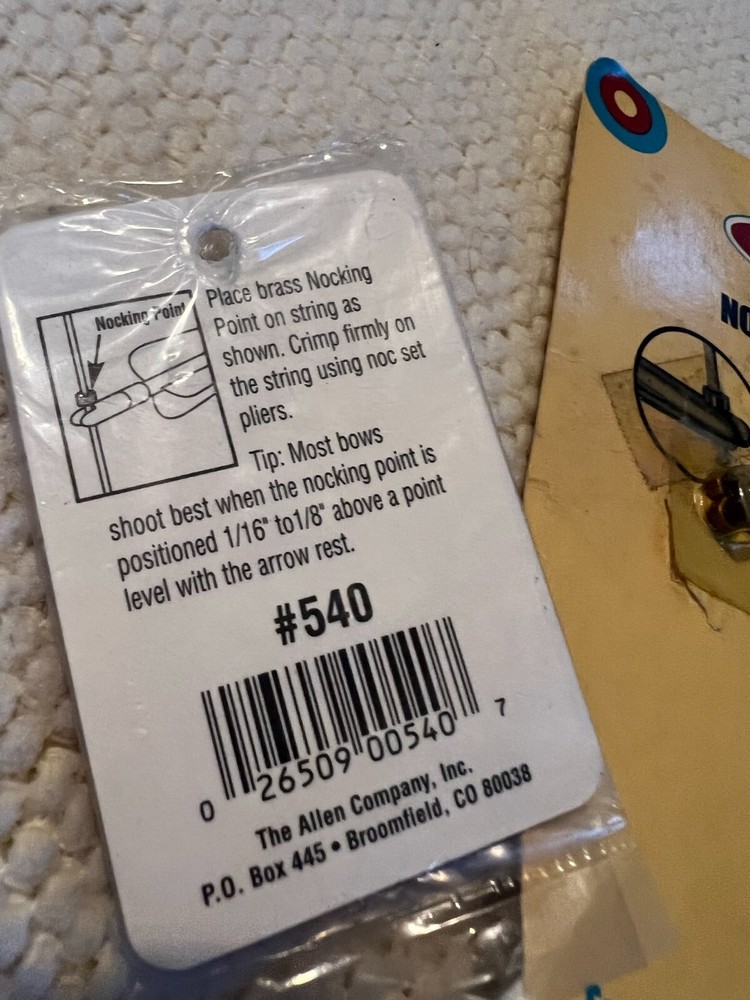 Nocking Point
Place brass Nocking
Point on string as
shown. Crimp firmly on
the string using noc set
pliers.
Tip: Most bows
shoot best when the nocking point is
positioned 1/16" to1/8" above a point
level with the arrow rest.
#540
0 26509 00540 7
The Allen Company, Inc.
P.O. Box 445 • Broomfield, CO 80038